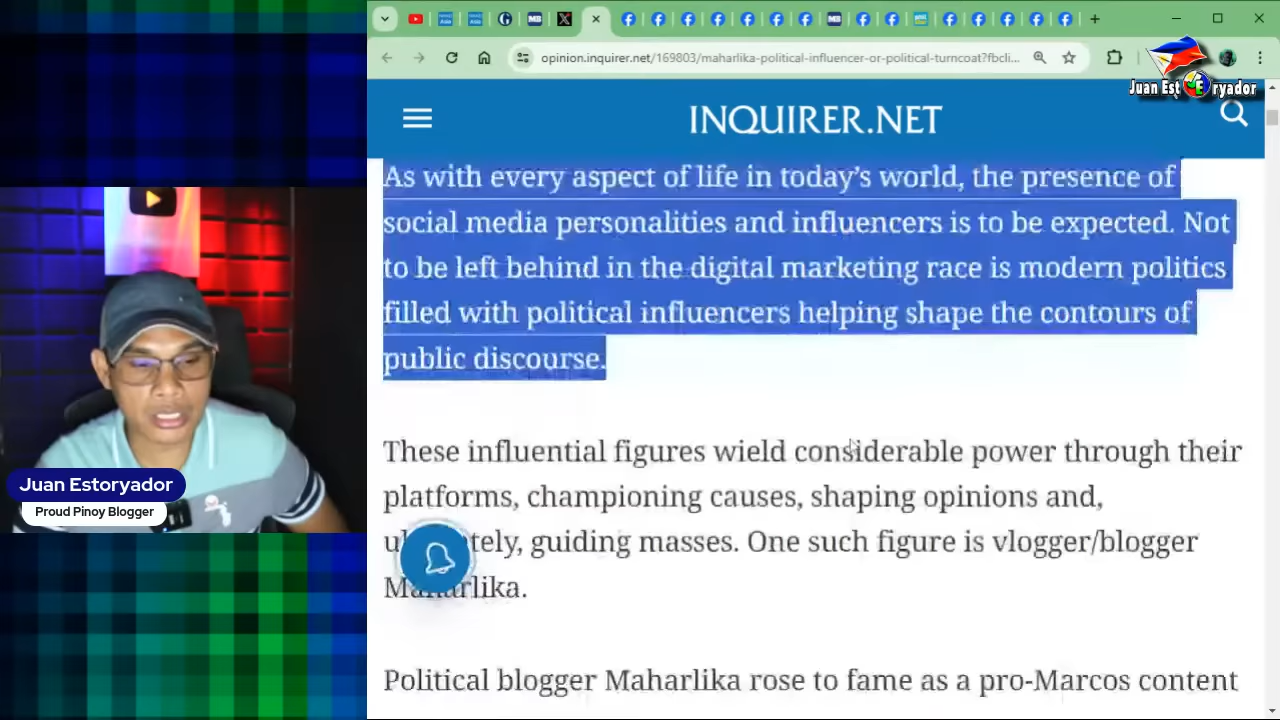 opinion.inquirer.net/169803/maharlika-political-influencer-or-political-turncoat?fbcli...
Juan Est ryador
INQUIRER.NET
As with every aspect of life in today’s world, the presence of
social media personalities and influencers is to be expected. Not
to be left behind in the digital marketing race is modern politics
filled with political influencers helping shape the contours of
public discourse.
These influential figures wield considerable power through their
platforms, championing causes, shaping opinions and,
guiding masses. One such figure is vlogger/blogger
Political blogger Maharlika rose to fame as a pro-Marcos content
Juan Estoryador
Proud Pinoy Blogger